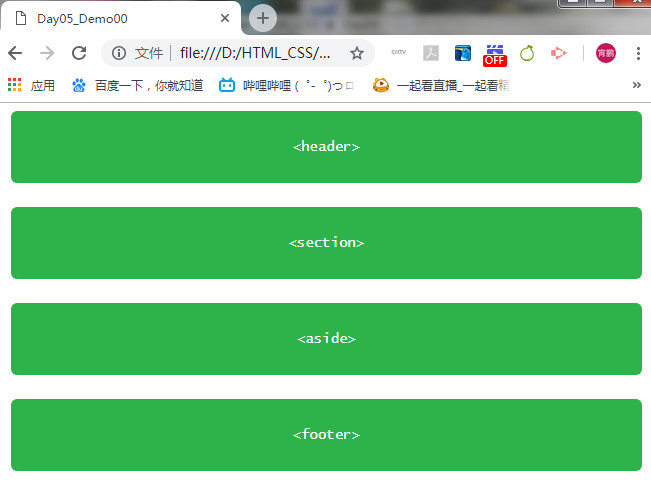 Day05_Demo00
文件 file:///D:/HTML_CSS/...
OFF
宵鹏
应用 百度一下，你就知道 哔哩哔哩 ( ゜- ゜)つロ 一起看直播_一起看精
<header>
<section>
<aside>
<footer>